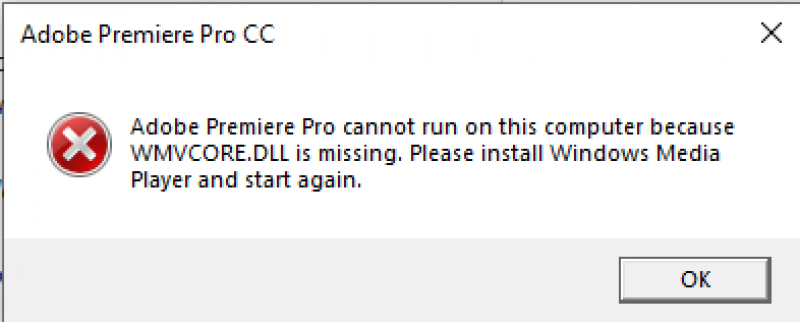 Adobe Premiere Pro CC
Adobe Premiere Pro cannot run on this computer because
WMVCORE.DLL is missing. Please install Windows Media
Player and start again.
OK